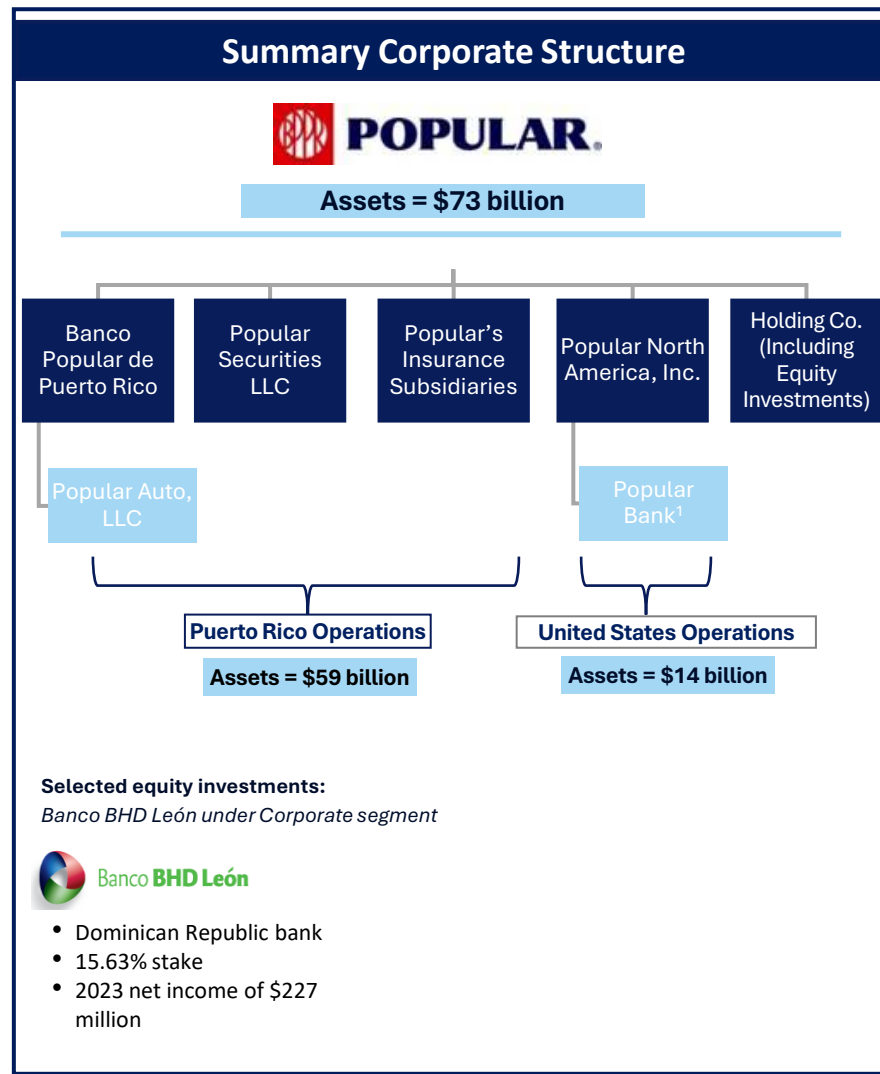 Summary Corporate Structure
BPPR
POPULAR®
Assets = $73 billion
Banco
Popular de
Puerto Rico
Popular
Securities
LLC
Popular's
Insurance
Subsidiaries
Popular North
America, Inc.
Holding Co.
(Including
Equity
Investments)
Popular Auto,
LLC
Popular
Bank¹
Puerto Rico Operations
Assets = $59 billion
United States Operations
Assets = $14 billion
Selected equity investments:
Banco BHD León under Corporate segment
Banco BHD León
• Dominican Republic bank
• 15.63% stake
• 2023 net income of $227
million